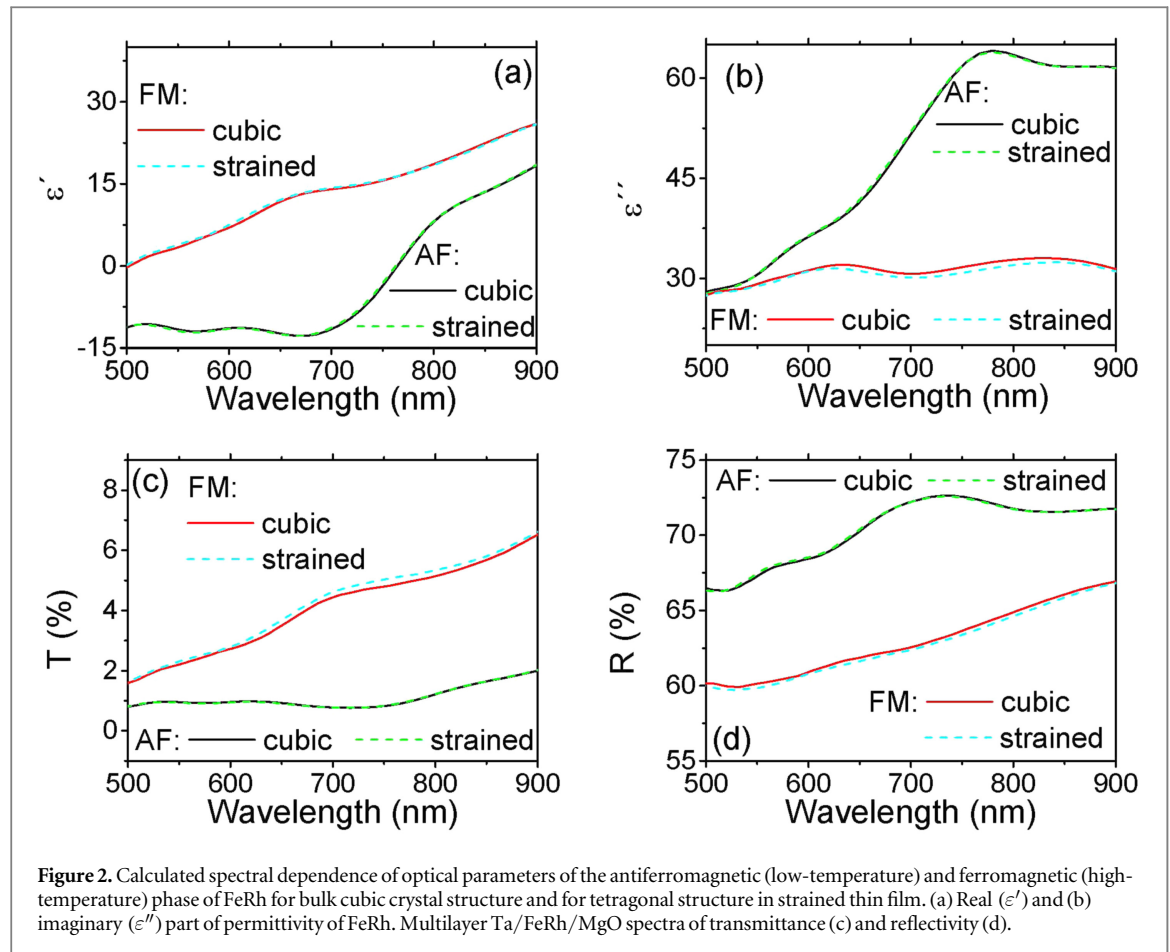 (a)
FM:
cubic
strained
AF:
cubic
strained
30
15
0
-15
ε′
500 600 700 800 900
Wavelength (nm)
(b)
AF:
cubic
strained
FM: cubic strained
60
45
30
ε′′
500 600 700 800 900
Wavelength (nm)
(c)
FM:
cubic
strained
AF: cubic strained
8
6
4
2
0
T (%)
500 600 700 800 900
Wavelength (nm)
AF: cubic strained
FM: cubic
strained
(d)
75
70
65
60
55
R (%)
500 600 700 800 900
Wavelength (nm)
Figure 2. Calculated spectral dependence of optical parameters of the antiferromagnetic (low-temperature) and ferromagnetic (high-
temperature) phase of FeRh for bulk cubic crystal structure and for tetragonal structure in strained thin film. (a) Real (ε′) and (b)
imaginary (ε″) part of permittivity of FeRh. Multilayer Ta/FeRh/MgO spectra of transmittance (c) and reflectivity (d).